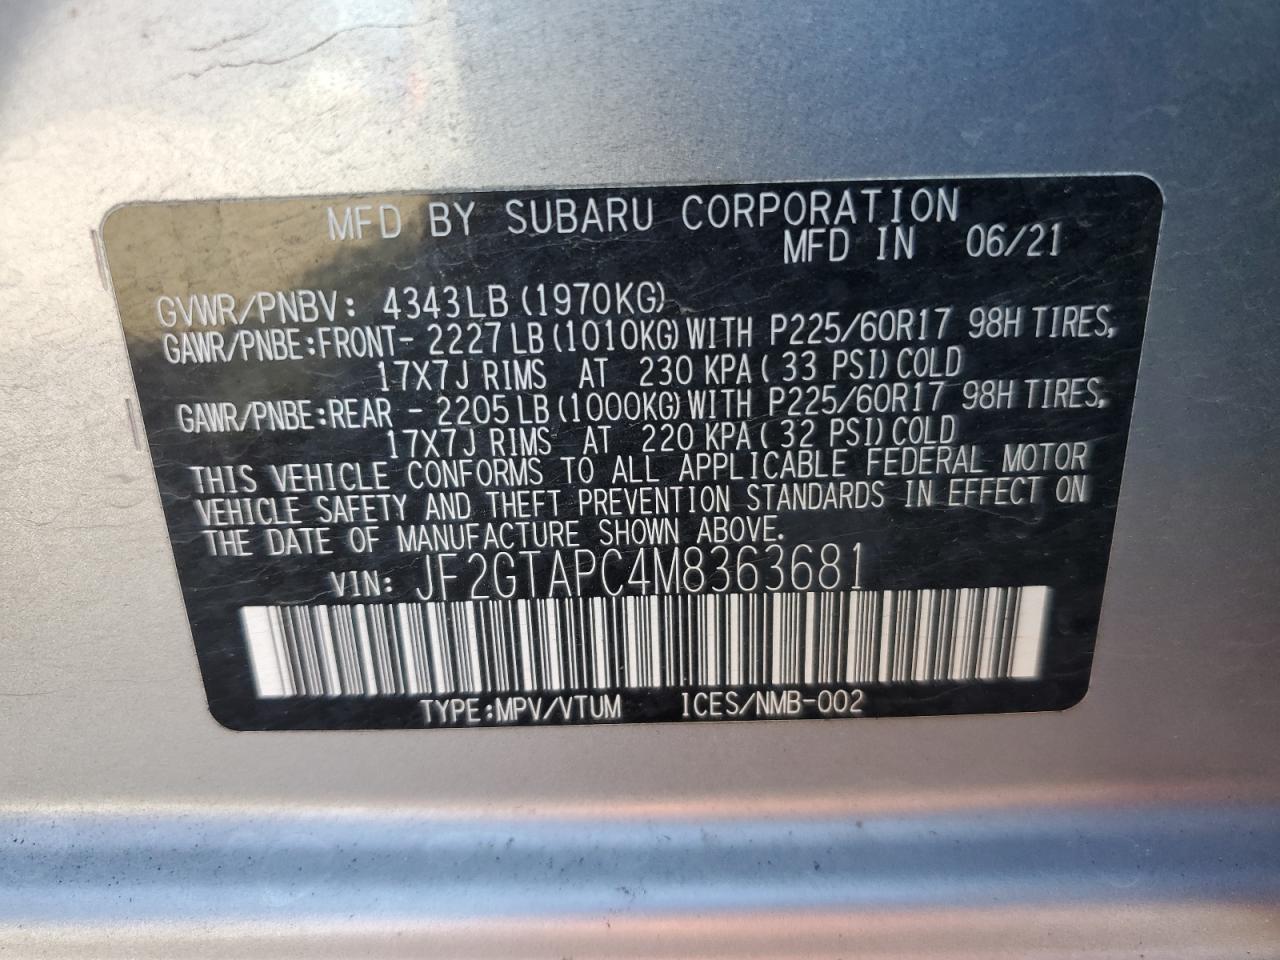 MFD BY SUBARU CORPORATION
MFD IN 06/21
GVWR/PNBV: 4343LB (1970KG)
GAWR/PNBE:FRONT- 2227LB (1010KG) WITH P225/60R17 98H TIRES,
17X7J RIMS AT 230 KPA ( 33 PSI) COLD
GAWR/PNBE:REAR - 2205LB (1000KG) WITH P225/60R17 98H TIRES,
17X7J RIMS AT 220 KPA ( 32 PSI) COLD
THIS VEHICLE CONFORMS TO ALL APPLICABLE FEDERAL MOTOR
VEHICLE SAFETY AND THEFT PREVENTION STANDARDS IN EFFECT ON
THE DATE OF MANUFACTURE SHOWN ABOVE.
VIN: JF2GTAPC4M8363681
TYPE:MPV/VTUM ICES/NMB-002